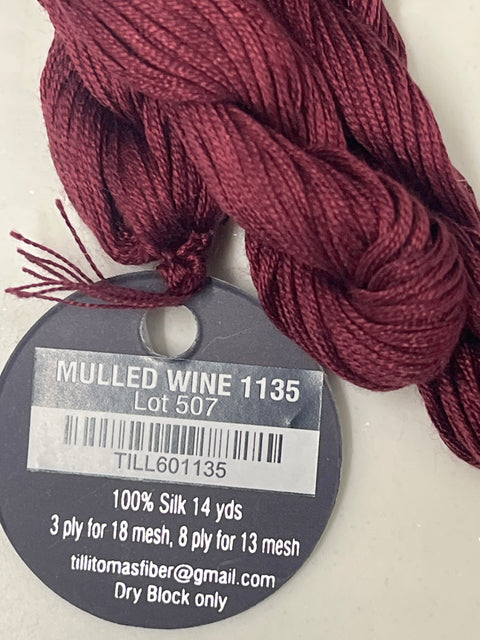 MULLED WINE 1135
Lot 507
TILL601135
100% Silk 14 yds
3 ply for 18 mesh, 8 ply for 13 mesh
tillitomasfiber@gmail.com
Dry Block only